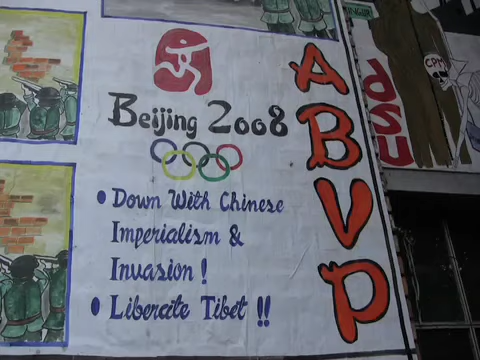 Beijing 2008
• Down With Chinese
Imperialism &
Invasion !
• Liberate Tibet !!
ABVP
dSU
CPM